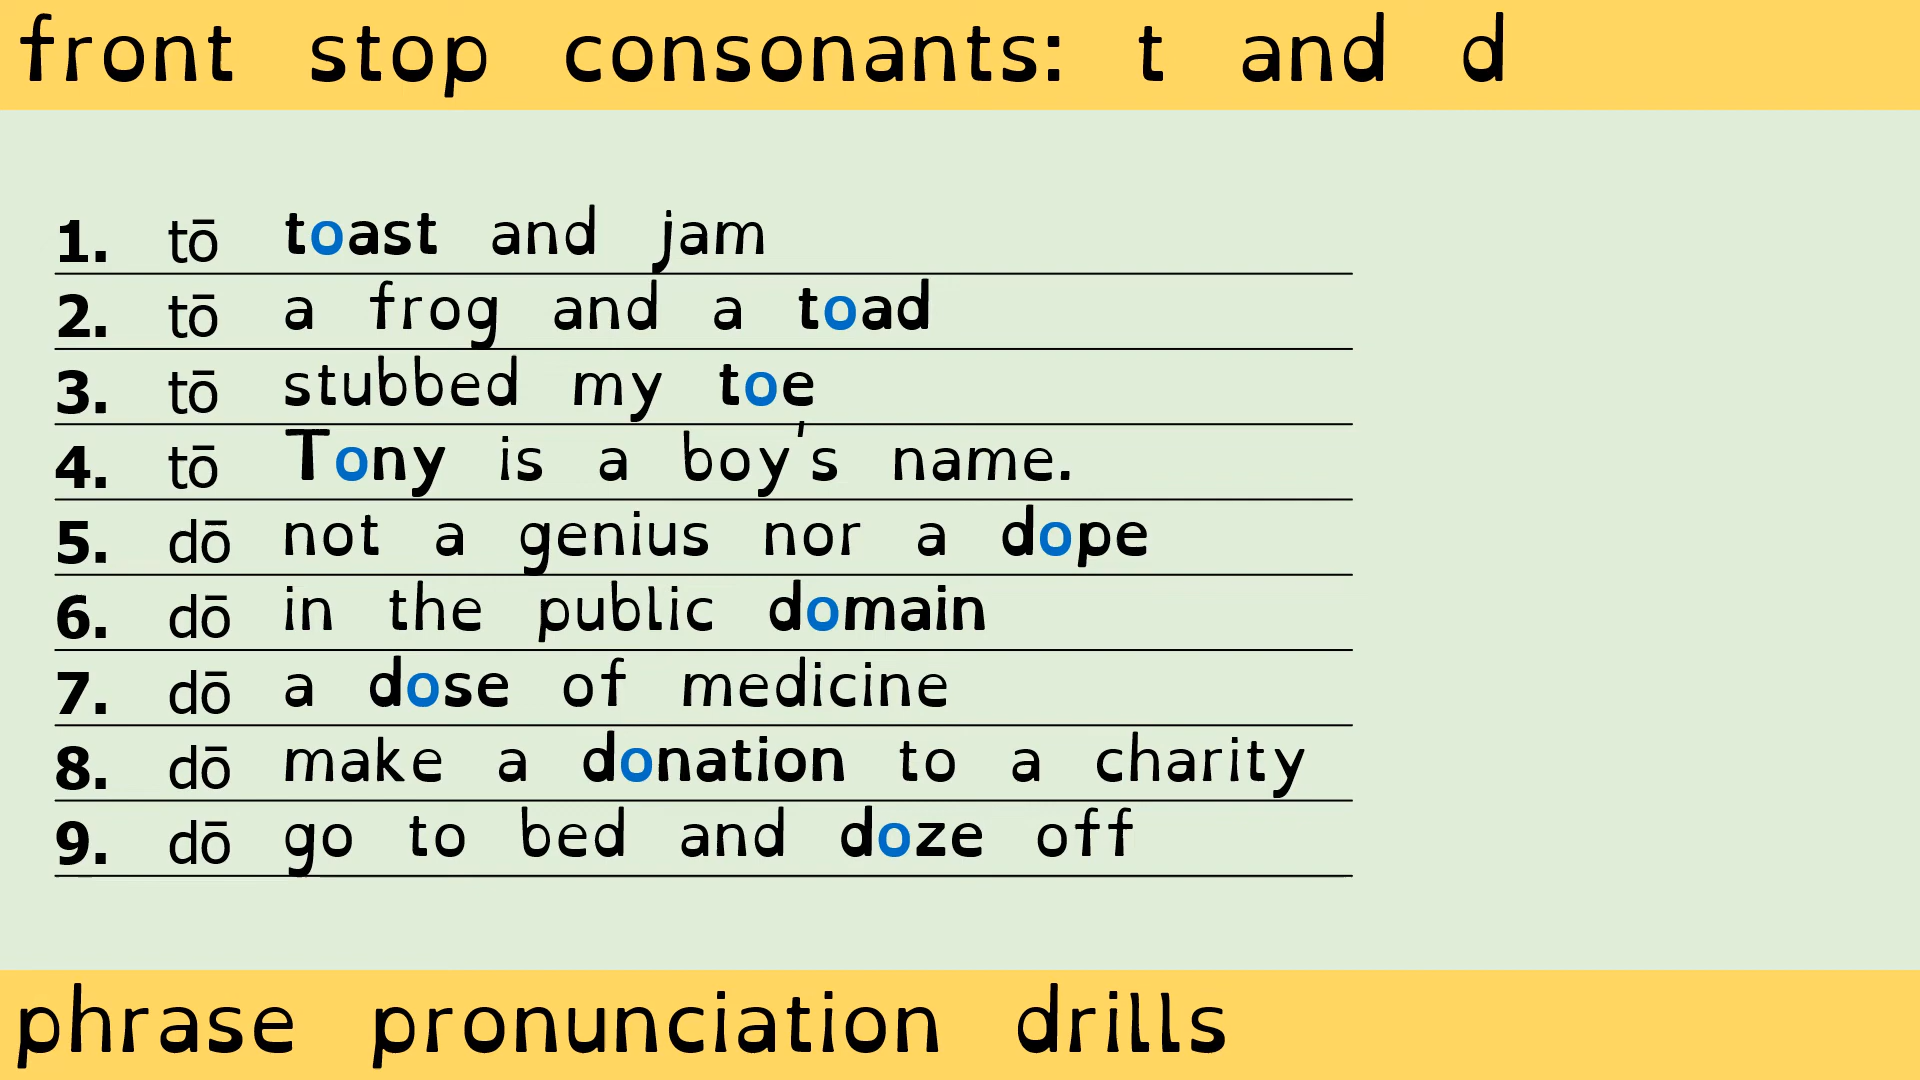 front stop consonants: t and d
1. tō toast and jam
2. tō a frog and a toad
3. tō stubbed my toe
4. tō Tony is a boy's name.
5. dō not a genius nor a dope
6. dō in the public domain
7. dō a dose of medicine
8. dō make a donation to a charity
9. dō go to bed and doze off
phrase pronunciation drills